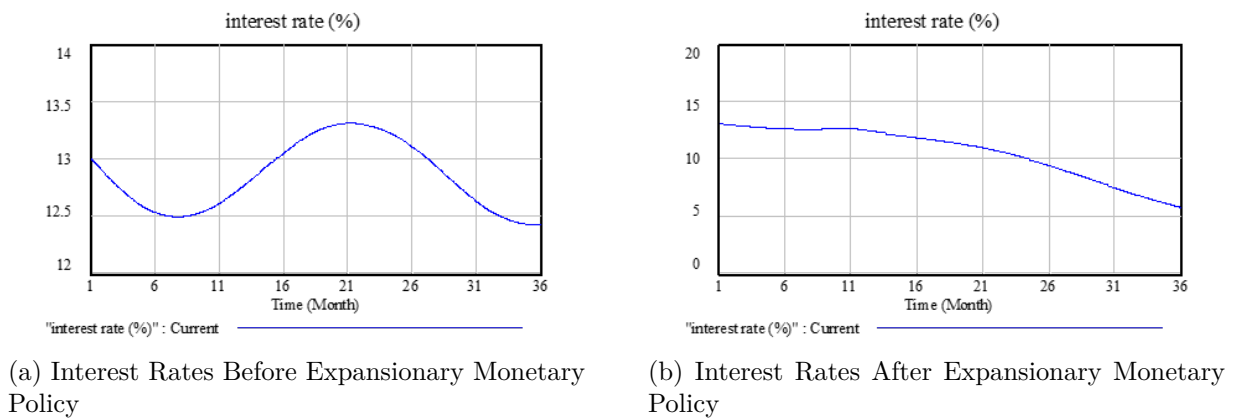 interest rate (%)
14
13.5
13
12.5
12
1 6 11 16 21 26 31 36
Time (Month)
"interest rate (%)" : Current
(a) Interest Rates Before Expansionary Monetary
Policy
interest rate (%)
20
15
10
5
0
1 6 11 16 21 26 31 36
Time (Month)
"interest rate (%)" : Current
(b) Interest Rates After Expansionary Monetary
Policy